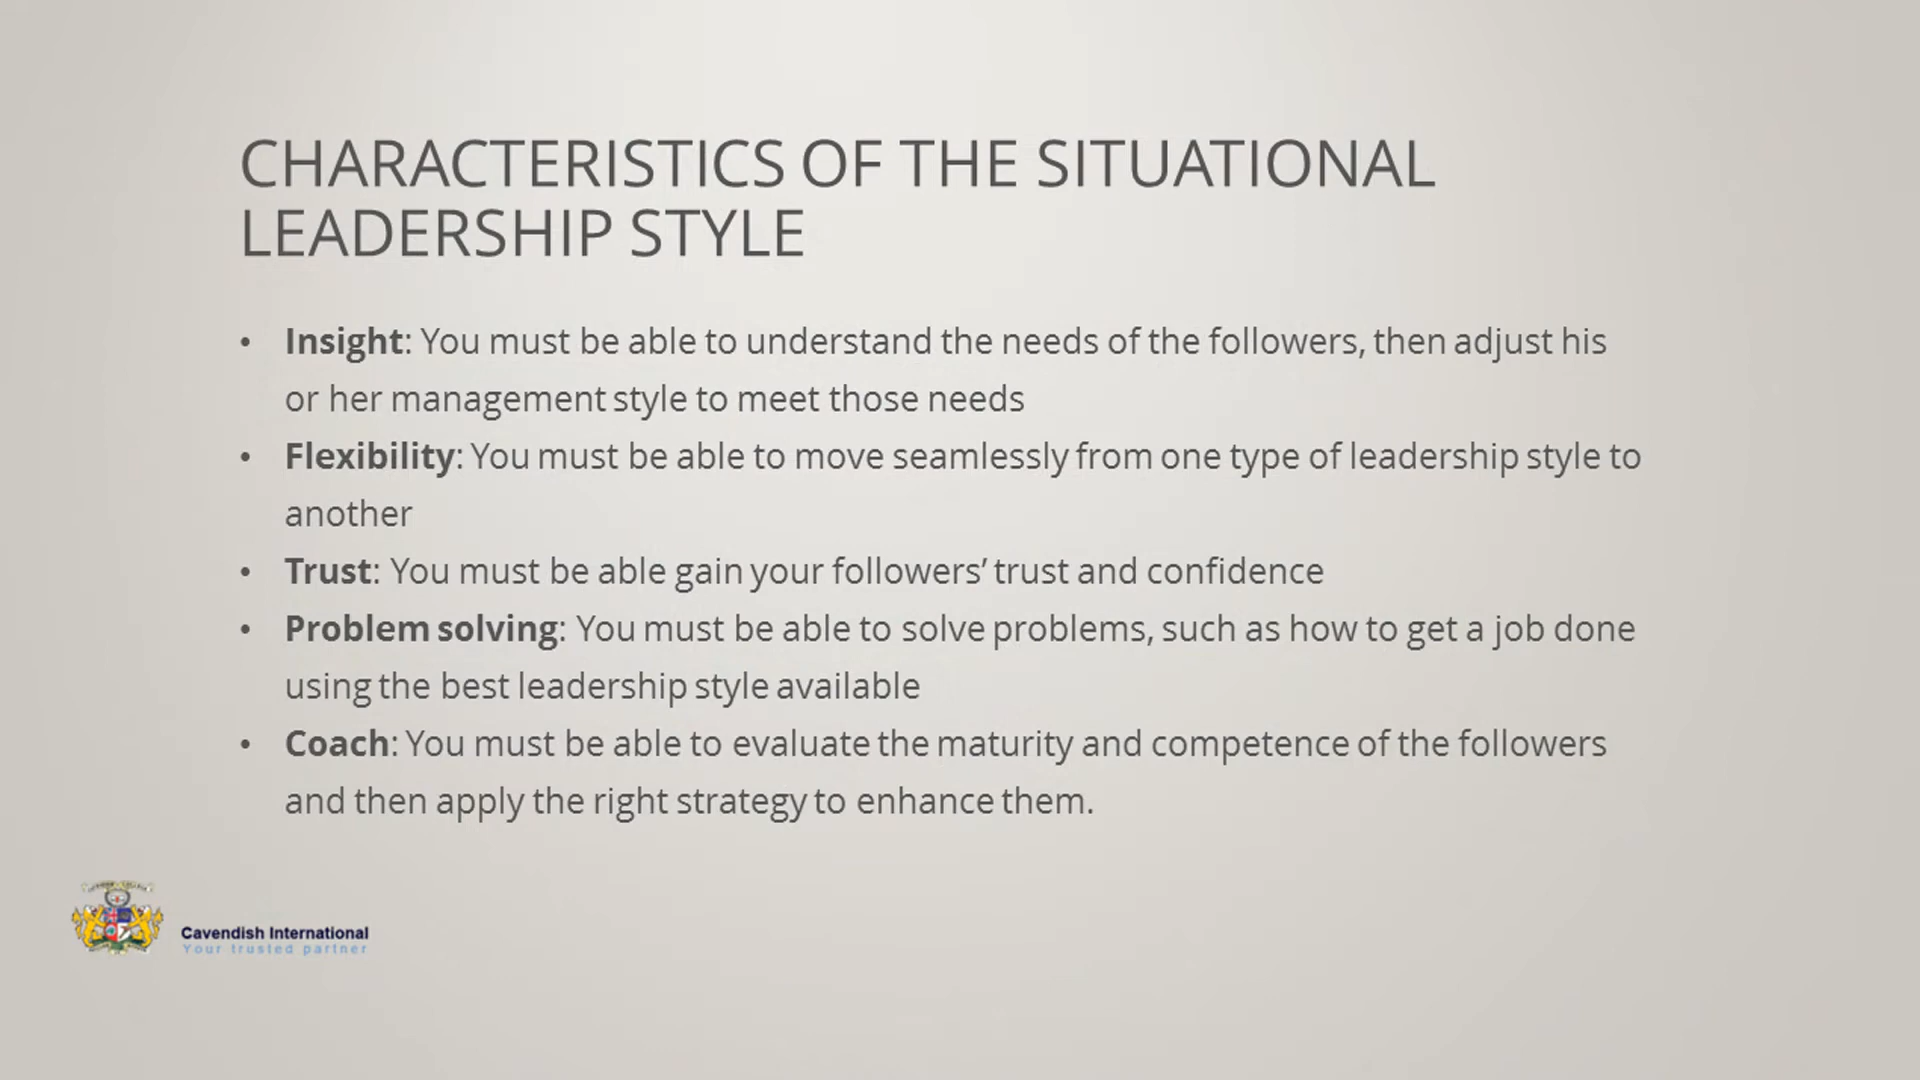 CHARACTERISTICS OF THE SITUATIONAL
LEADERSHIP STYLE
• Insight: You must be able to understand the needs of the followers, then adjust his
or her management style to meet those needs
• Flexibility: You must be able to move seamlessly from one type of leadership style to
another
• Trust: You must be able gain your followers’ trust and confidence
• Problem solving: You must be able to solve problems, such as how to get a job done
using the best leadership style available
• Coach: You must be able to evaluate the maturity and competence of the followers
and then apply the right strategy to enhance them.
Cavendish International
Your trusted partner